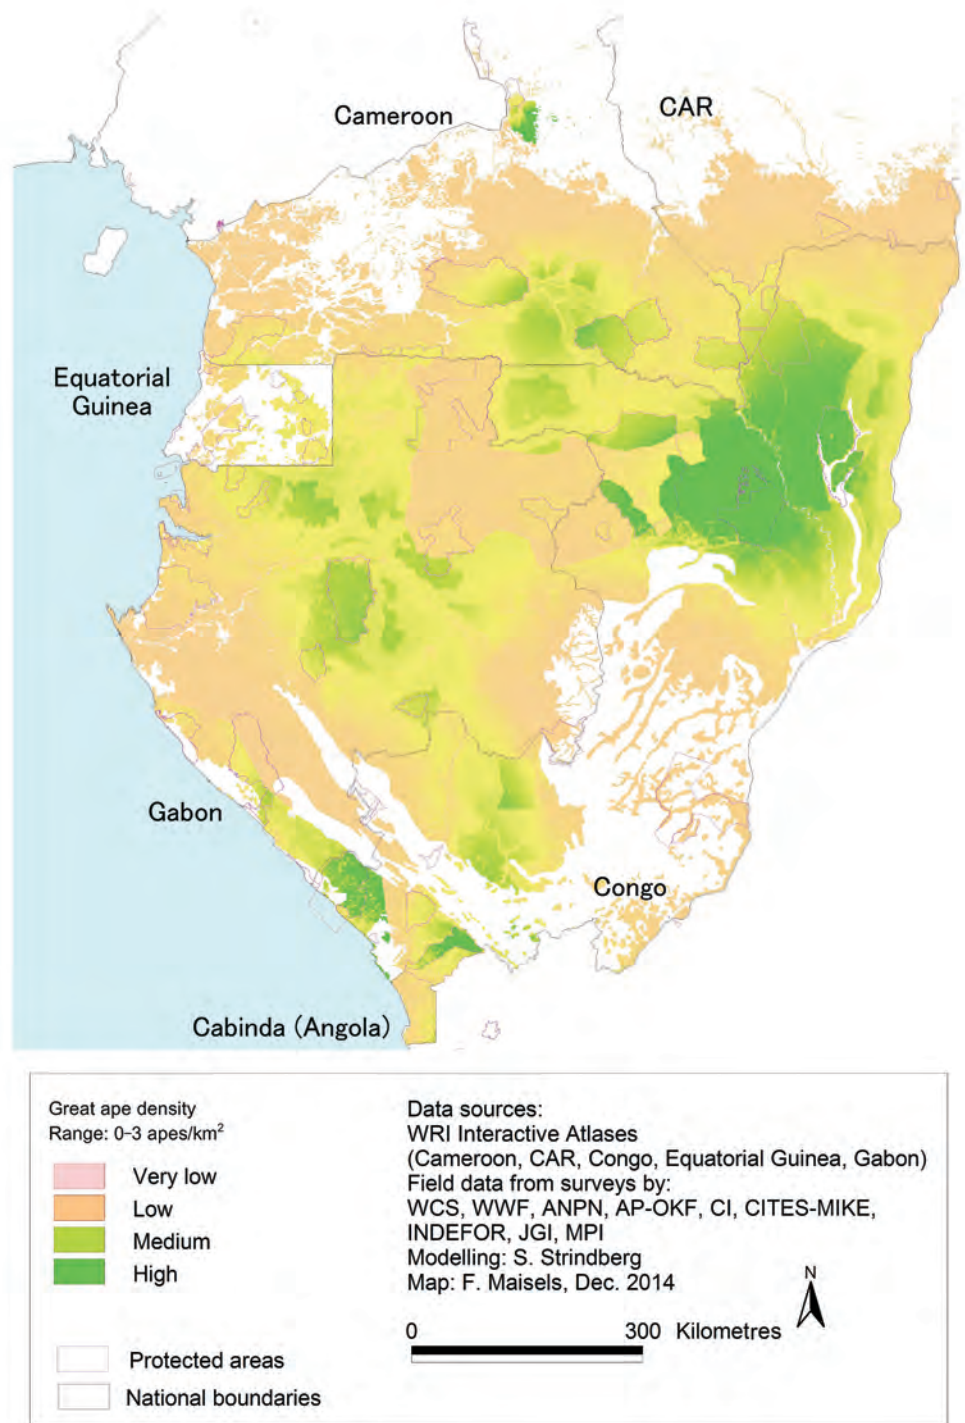 Cameroon
CAR
Equatorial
Guinea
Gabon
Congo
Cabinda (Angola)
Great ape density
Range: 0–3 apes/km²
Very low
Low
Medium
High
Protected areas
National boundaries
Data sources:
WRI Interactive Atlases
(Cameroon, CAR, Congo, Equatorial Guinea, Gabon)
Field data from surveys by:
WCS, WWF, ANPN, AP-OKF, CI, CITES-MIKE,
INDEFOR, JGI, MPI
Modelling: S. Strindberg
Map: F. Maisels, Dec. 2014
N
0 300 Kilometres